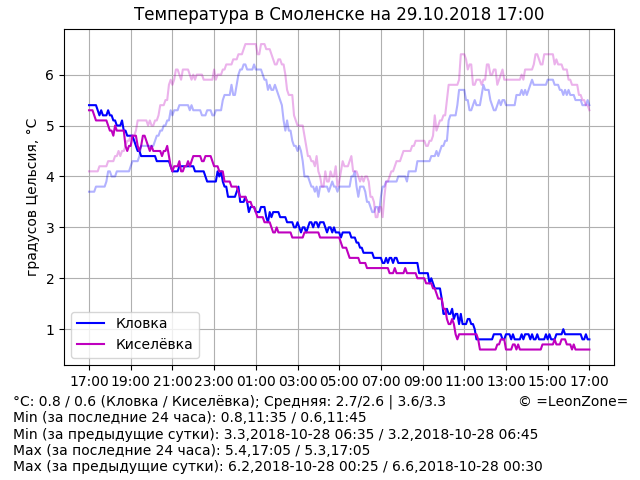 Температура в Смоленске на 29.10.2018 17:00
градусов Цельсия, °C
6
5
4
3
2
1
Кловка
Киселёвка
17:00 19:00 21:00 23:00 01:00 03:00 05:00 07:00 09:00 11:00 13:00 15:00 17:00
°C: 0.8 / 0.6 (Кловка / Киселёвка); Средняя: 2.7/2.6 | 3.6/3.3 © =LeonZone=
Min (за последние 24 часа): 0.8,11:35 / 0.6,11:45
Min (за предыдущие сутки): 3.3,2018-10-28 06:35 / 3.2,2018-10-28 06:45
Max (за последние 24 часа): 5.4,17:05 / 5.3,17:05
Max (за предыдущие сутки): 6.2,2018-10-28 00:25 / 6.6,2018-10-28 00:30